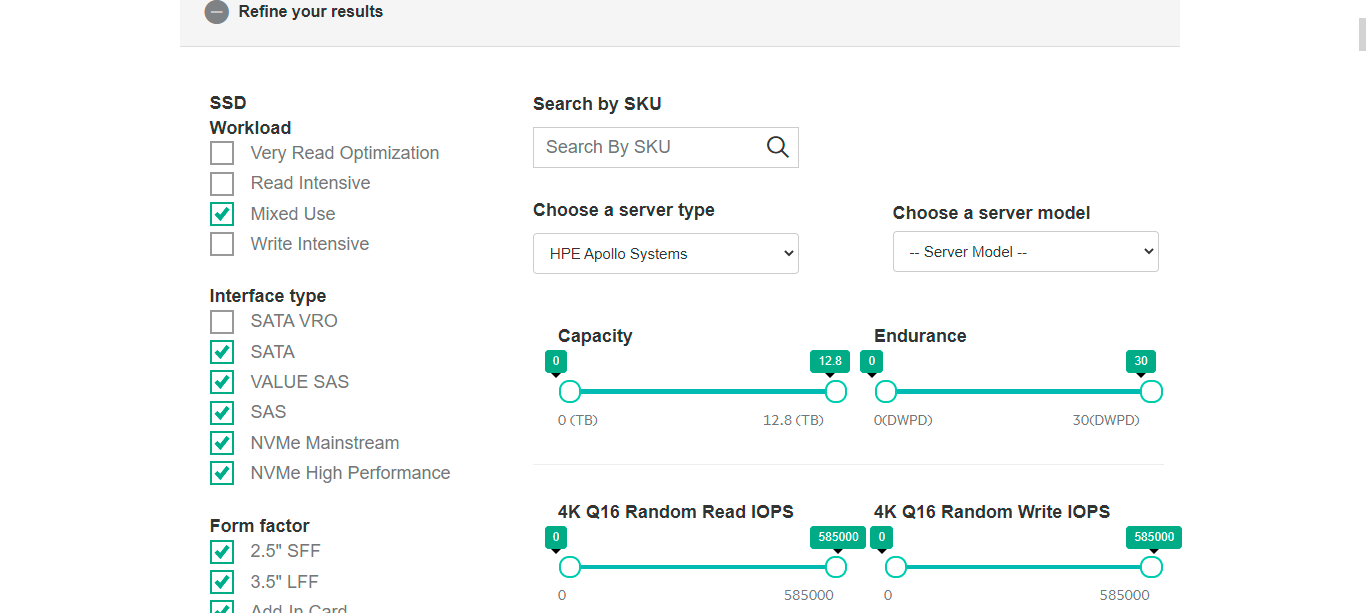 Refine your results
SSD
Workload
Very Read Optimization
Read Intensive
Mixed Use
Write Intensive
Interface type
SATA VRO
SATA
VALUE SAS
SAS
NVMe Mainstream
NVMe High Performance
Form factor
2.5" SFF
3.5" LFF
Add In Card
Search by SKU
Search By SKU
Choose a server type
HPE Apollo Systems
Choose a server model
-- Server Model --
Capacity
0
12.8
0 (TB)
12.8 (TB)
Endurance
0
30
0(DWPD)
30(DWPD)
4K Q16 Random Read IOPS
0
585000
0
585000
4K Q16 Random Write IOPS
0
585000
0
585000